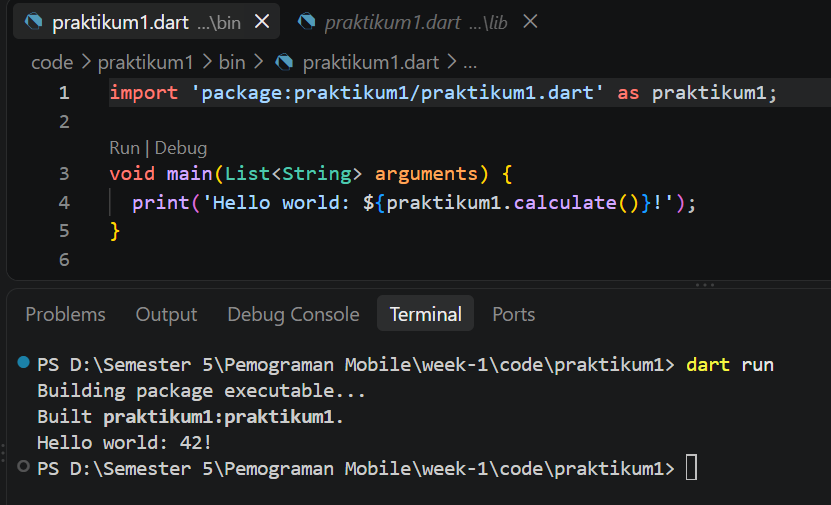 praktikum1.dart ...\bin
praktikum1.dart ...\lib
code > praktikum1 > bin > praktikum1.dart > ...
1 import 'package:praktikum1/praktikum1.dart' as praktikum1;
2
Run | Debug
3 void main(List<String> arguments) {
4   print('Hello world: ${praktikum1.calculate()}!');
5 }
6
Problems Output Debug Console Terminal Ports
PS D:\Semester 5\Pemograman Mobile\week-1\code\praktikum1> dart run
Building package executable...
Built praktikum1:praktikum1.
Hello world: 42!
PS D:\Semester 5\Pemograman Mobile\week-1\code\praktikum1>